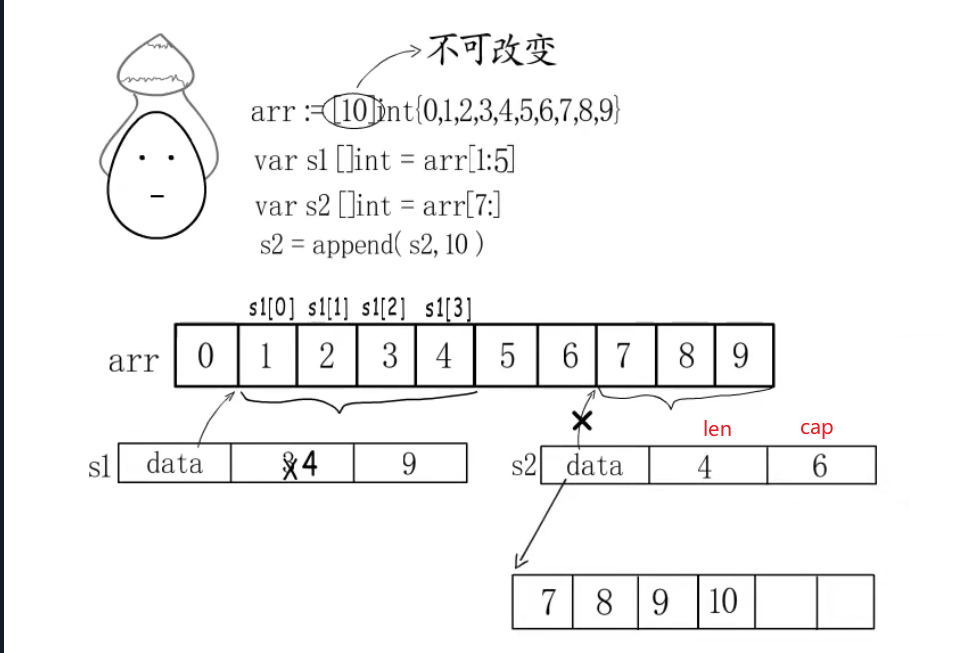 不可改变
arr := [10]int{0,1,2,3,4,5,6,7,8,9}
var s1 []int = arr[1:5]
var s2 []int = arr[7:]
s2 = append( s2, 10 )
s1[0] s1[1] s1[2] s1[3]
arr 0 1 2 3 4 5 6 7 8 9
len cap
s1 data 4 9
s2 data 4 6
7 8 9 10